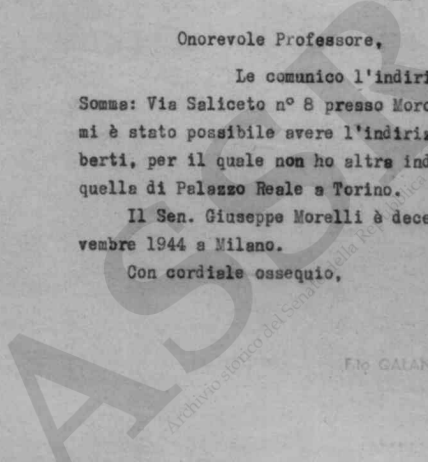 Onorevole Professore,
Le comunico l'indiri
Somma: Via Saliceto n° 8 presso Moro
mi è stato possibile avere l'indiriz
berti, per il quale non ho altra ind
quella di Palazzo Reale a Torino.
Il Sen. Giuseppe Morelli è dece
vembre 1944 a Milano.
Con cordiale ossequio,
F.to GALAN
ASSR
Archivio storico del Senato della Repubblica